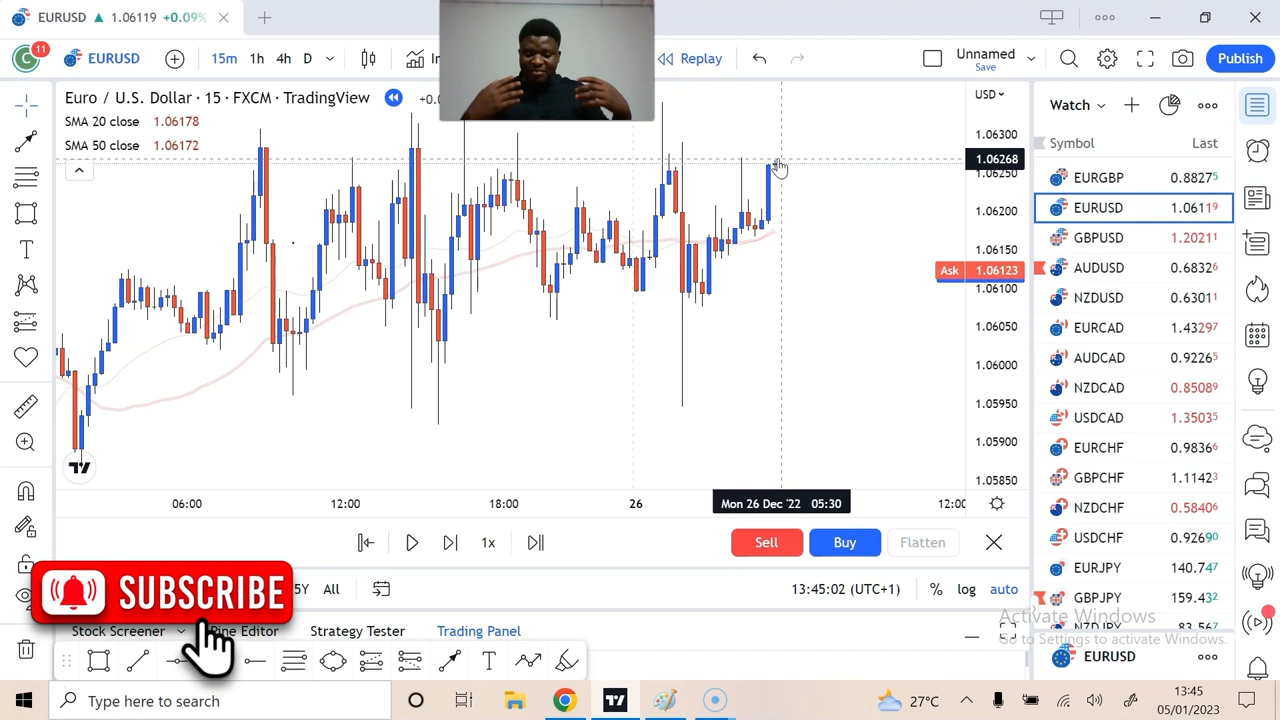 EURUSD ▲ 1.06119 +0.09%
11
C
EURUSD
15m
1h
4h
D
In
Replay
Unnamed
Save
Publish
Euro / U.S. Dollar · 15 · FXCM · TradingView
+0.0
SMA 20 close 1.06178
SMA 50 close 1.06172
USD
1.06300
1.06268
1.06250
1.06200
1.06150
Ask 1.06123
1.06100
1.06050
1.06000
1.05950
1.05900
1.05850
06:00
12:00
18:00
26
Mon 26 Dec '22 05:30
12:00
Watch
Symbol Last
EURGBP 0.88275
EURUSD 1.06119
GBPUSD 1.20211
AUDUSD 0.68326
NZDUSD 0.63011
EURCAD 1.43297
AUDCAD 0.92266
NZDCAD 0.85089
USDCAD 1.35035
EURCHF 0.98366
GBPCHF 1.11423
NZDCHF 0.58406
USDCHF 0.92690
EURJPY 140.747
GBPJPY 159.432
NZDJPY 83.567
EURUSD
1x
Sell
Buy
Flatten
5Y
All
13:45:02 (UTC+1)
%
log
auto
SUBSCRIBE
Stock Screener
Pine Editor
Strategy Tester
Trading Panel
Activate Windows
Go to Settings to activate Windows.
Type here to search
27°C
13:45
05/01/2023